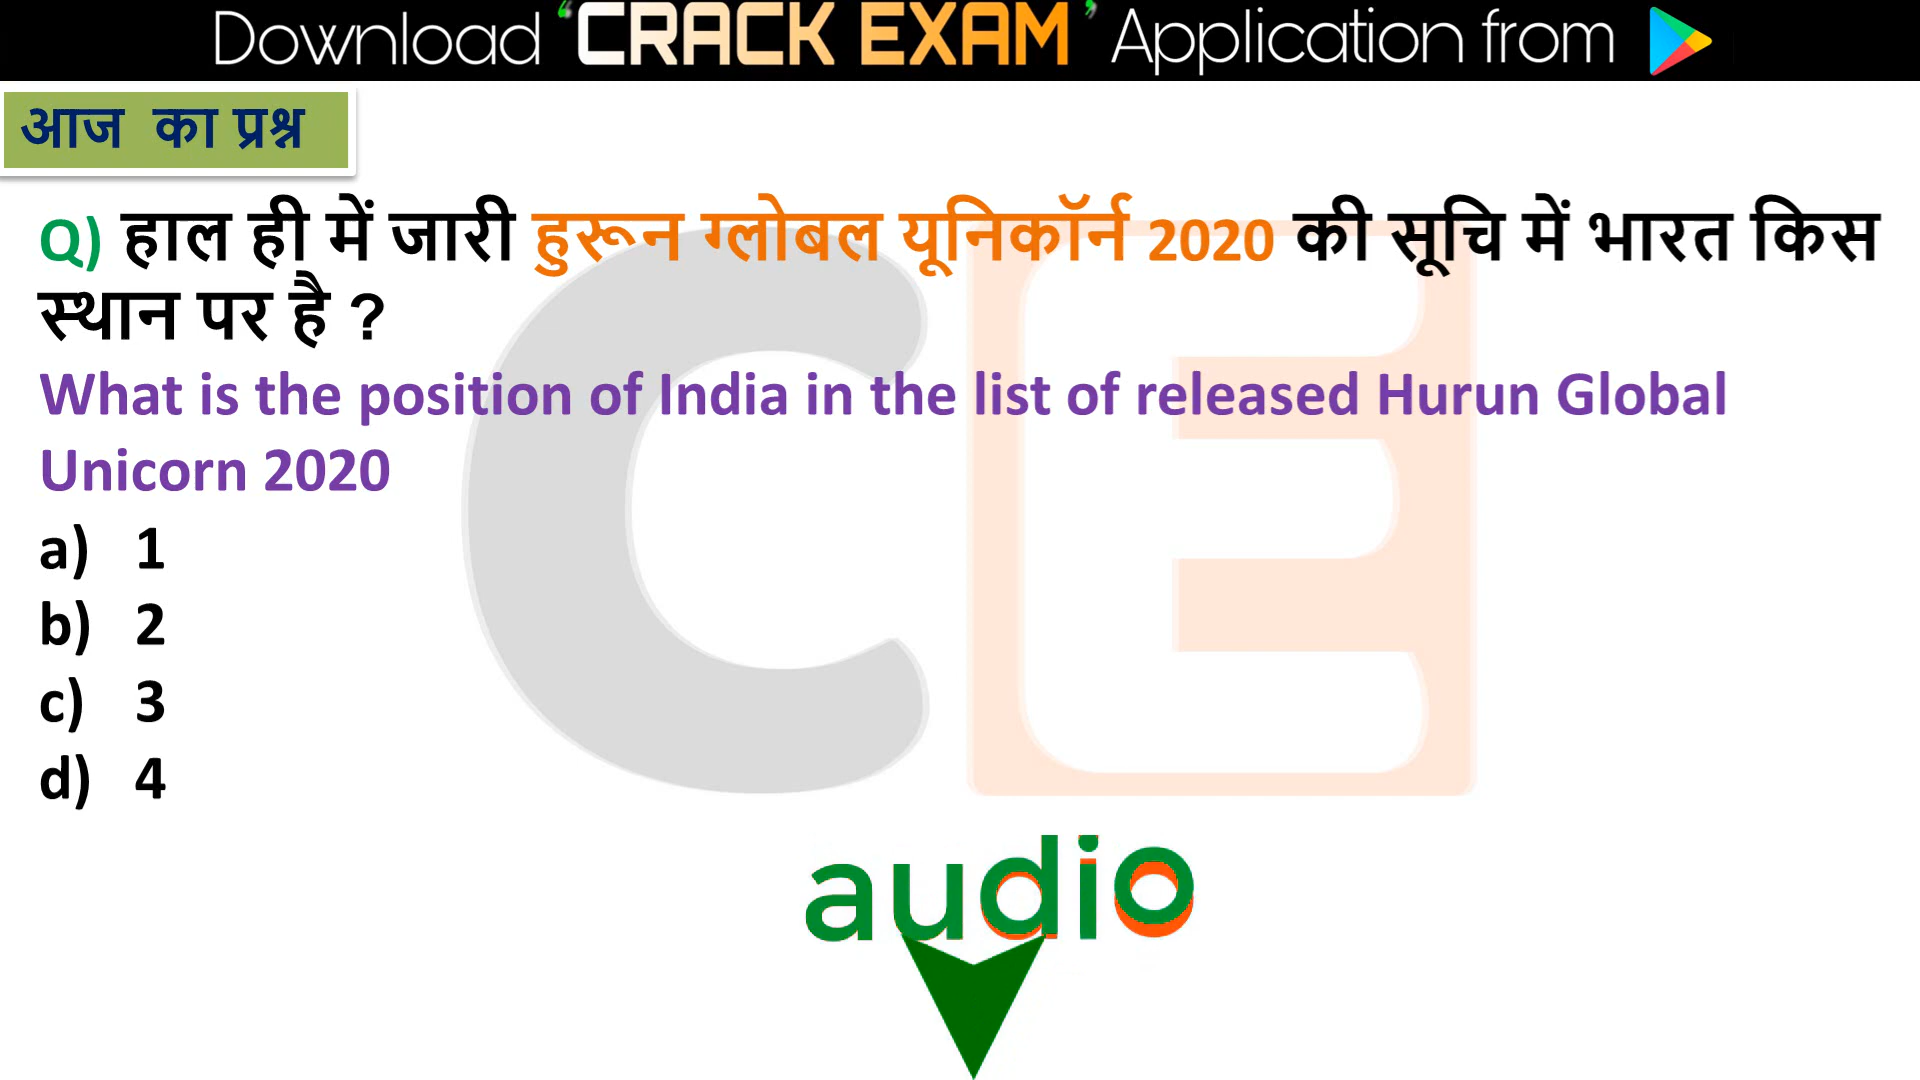 Download ‘CRACK EXAM’ Application from
आज का प्रश्न
Q) हाल ही में जारी हुरून ग्लोबल यूनिकॉर्न 2020 की सूचि में भारत किस
स्थान पर है ?
What is the position of India in the list of released Hurun Global
Unicorn 2020
a) 1
b) 2
c) 3
d) 4
CE
audio